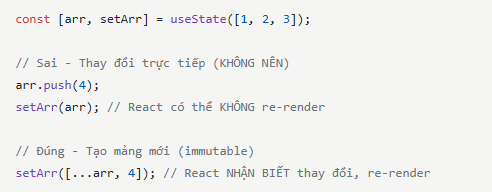 const [arr, setArr] = useState([1, 2, 3]);
// Sai - Thay đổi trực tiếp (KHÔNG NÊN)
arr.push(4);
setArr(arr); // React có thể KHÔNG re-render
// Đúng - Tạo mảng mới (immutable)
setArr([...arr, 4]); // React NHẬN BIẾT thay đổi, re-render